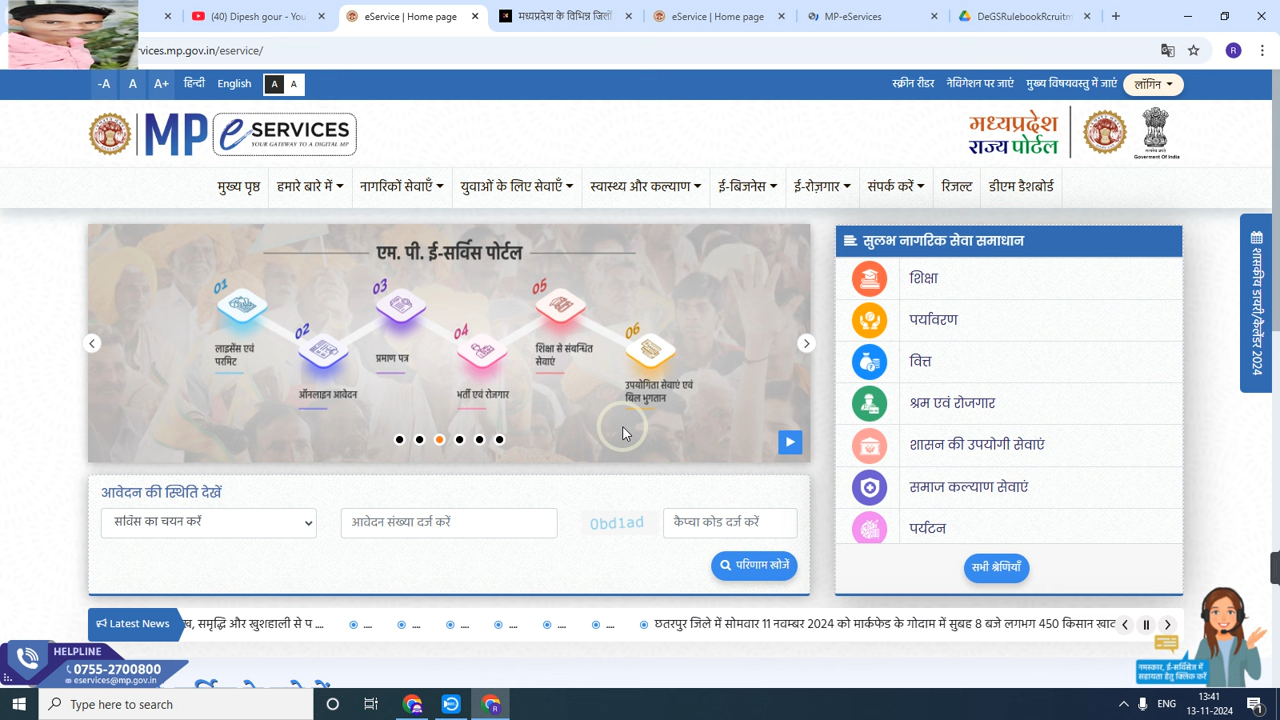 (40) Dipesh gour - You
eService | Home page
मध्यप्रदेश के विभिन्न जिलों
eService | Home page
MP-eServices
DeGSRulebookRcruitm
vices.mp.gov.in/eservice/
R
-A A A+ हिन्दी English A A
स्क्रीन रीडर नेविगेशन पर जाएं मुख्य विषयवस्तु में जाएं लॉगिन
MP e SERVICES
YOUR GATEWAY TO A DIGITAL MP
मध्यप्रदेश
राज्य पोर्टल
Goverment Of India
मुख्य पृष्ठ हमारे बारे में नागरिकों सेवाएँ युवाओं के लिए सेवाएँ स्वास्थ्य और कल्याण ई-बिजनेस ई-रोज़गार संपर्क करें रिजल्ट डीएम डैशबोर्ड
एम. पी. ई-सर्विस पोर्टल
01
लाइसेंस एवं
परमिट
02
ऑनलाइन आवेदन
03
प्रमाण पत्र
04
भर्ती एवं रोजगार
05
शिक्षा से संबन्धित
सेवाएं
06
उपयोगिता सेवाएं एवं
बिल भुगतान
सुलभ नागरिक सेवा समाधान
शिक्षा
पर्यावरण
वित्त
श्रम एवं रोजगार
शासन की उपयोगी सेवाएं
समाज कल्याण सेवाएं
पर्यटन
सभी श्रेणियाँ
शासकीय डायरी/कैलेंडर 2024
आवेदन की स्थिति देखें
सर्विस का चयन करें
आवेदन संख्या दर्ज करें
0bd1ad
कैप्चा कोड दर्ज करें
परिणाम खोजें
Latest News
ख, समृद्धि और खुशहाली से प .... .... .... .... .... .... .... छतरपुर जिले में सोमवार 11 नवम्बर 2024 को मार्कफेड के गोदाम में सुबह 8 बजे लगभग 450 किसान खाद
HELPLINE
0755-2700800
eservices@mp.gov.in
नमस्कार, ई-सर्विसेज में
सहायता हेतु क्लिक करें
Type here to search
ENG
13:41
13-11-2024
1